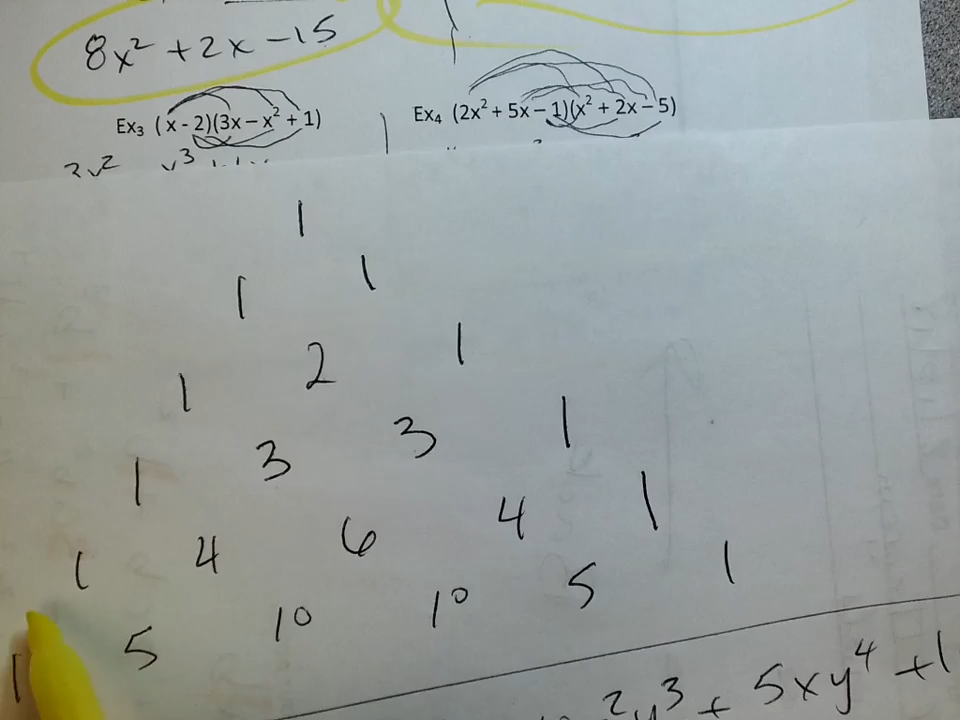 8x² + 2x - 15
Ex₃ (x - 2)(3x – x² + 1) Ex₄ (2x² + 5x – 1)(x² + 2x – 5)
1
1 1
1 2 1
1 3 3 1
1 4 6 4 1
1 5 10 10 5 1
²y³ + 5xy⁴ + 1